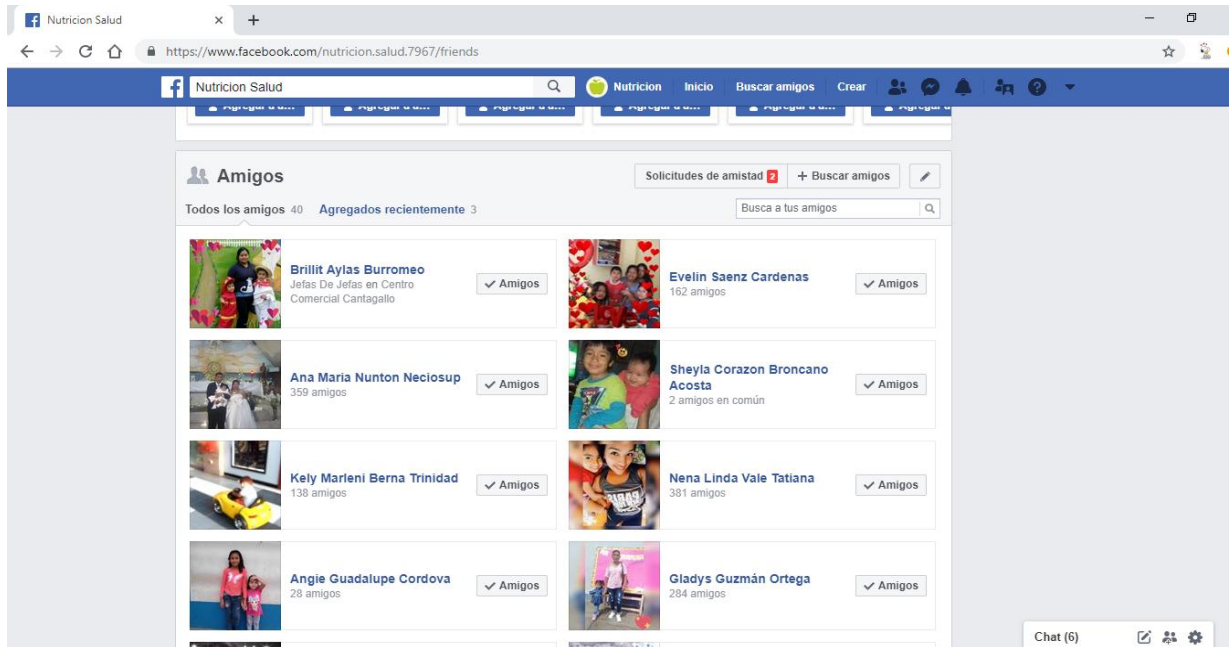 Nutricion Salud
https://www.facebook.com/nutricion.salud.7967/friends
Nutricion Salud
Nutricion Inicio Buscar amigos Crear
Amigos
Solicitudes de amistad 2 + Buscar amigos
Todos los amigos 40 Agregados recientemente 3
Busca a tus amigos
Brillit Aylas Burromeo
Jefas De Jefas en Centro
Comercial Cantagallo
Amigos
Evelin Saenz Cardenas
162 amigos
Amigos
Ana Maria Nunton Neciosup
359 amigos
Amigos
Sheyla Corazon Broncano
Acosta
2 amigos en común
Amigos
Kely Marleni Berna Trinidad
138 amigos
Amigos
Nena Linda Vale Tatiana
381 amigos
Amigos
Angie Guadalupe Cordova
28 amigos
Amigos
Gladys Guzmán Ortega
284 amigos
Amigos
Chat (6)